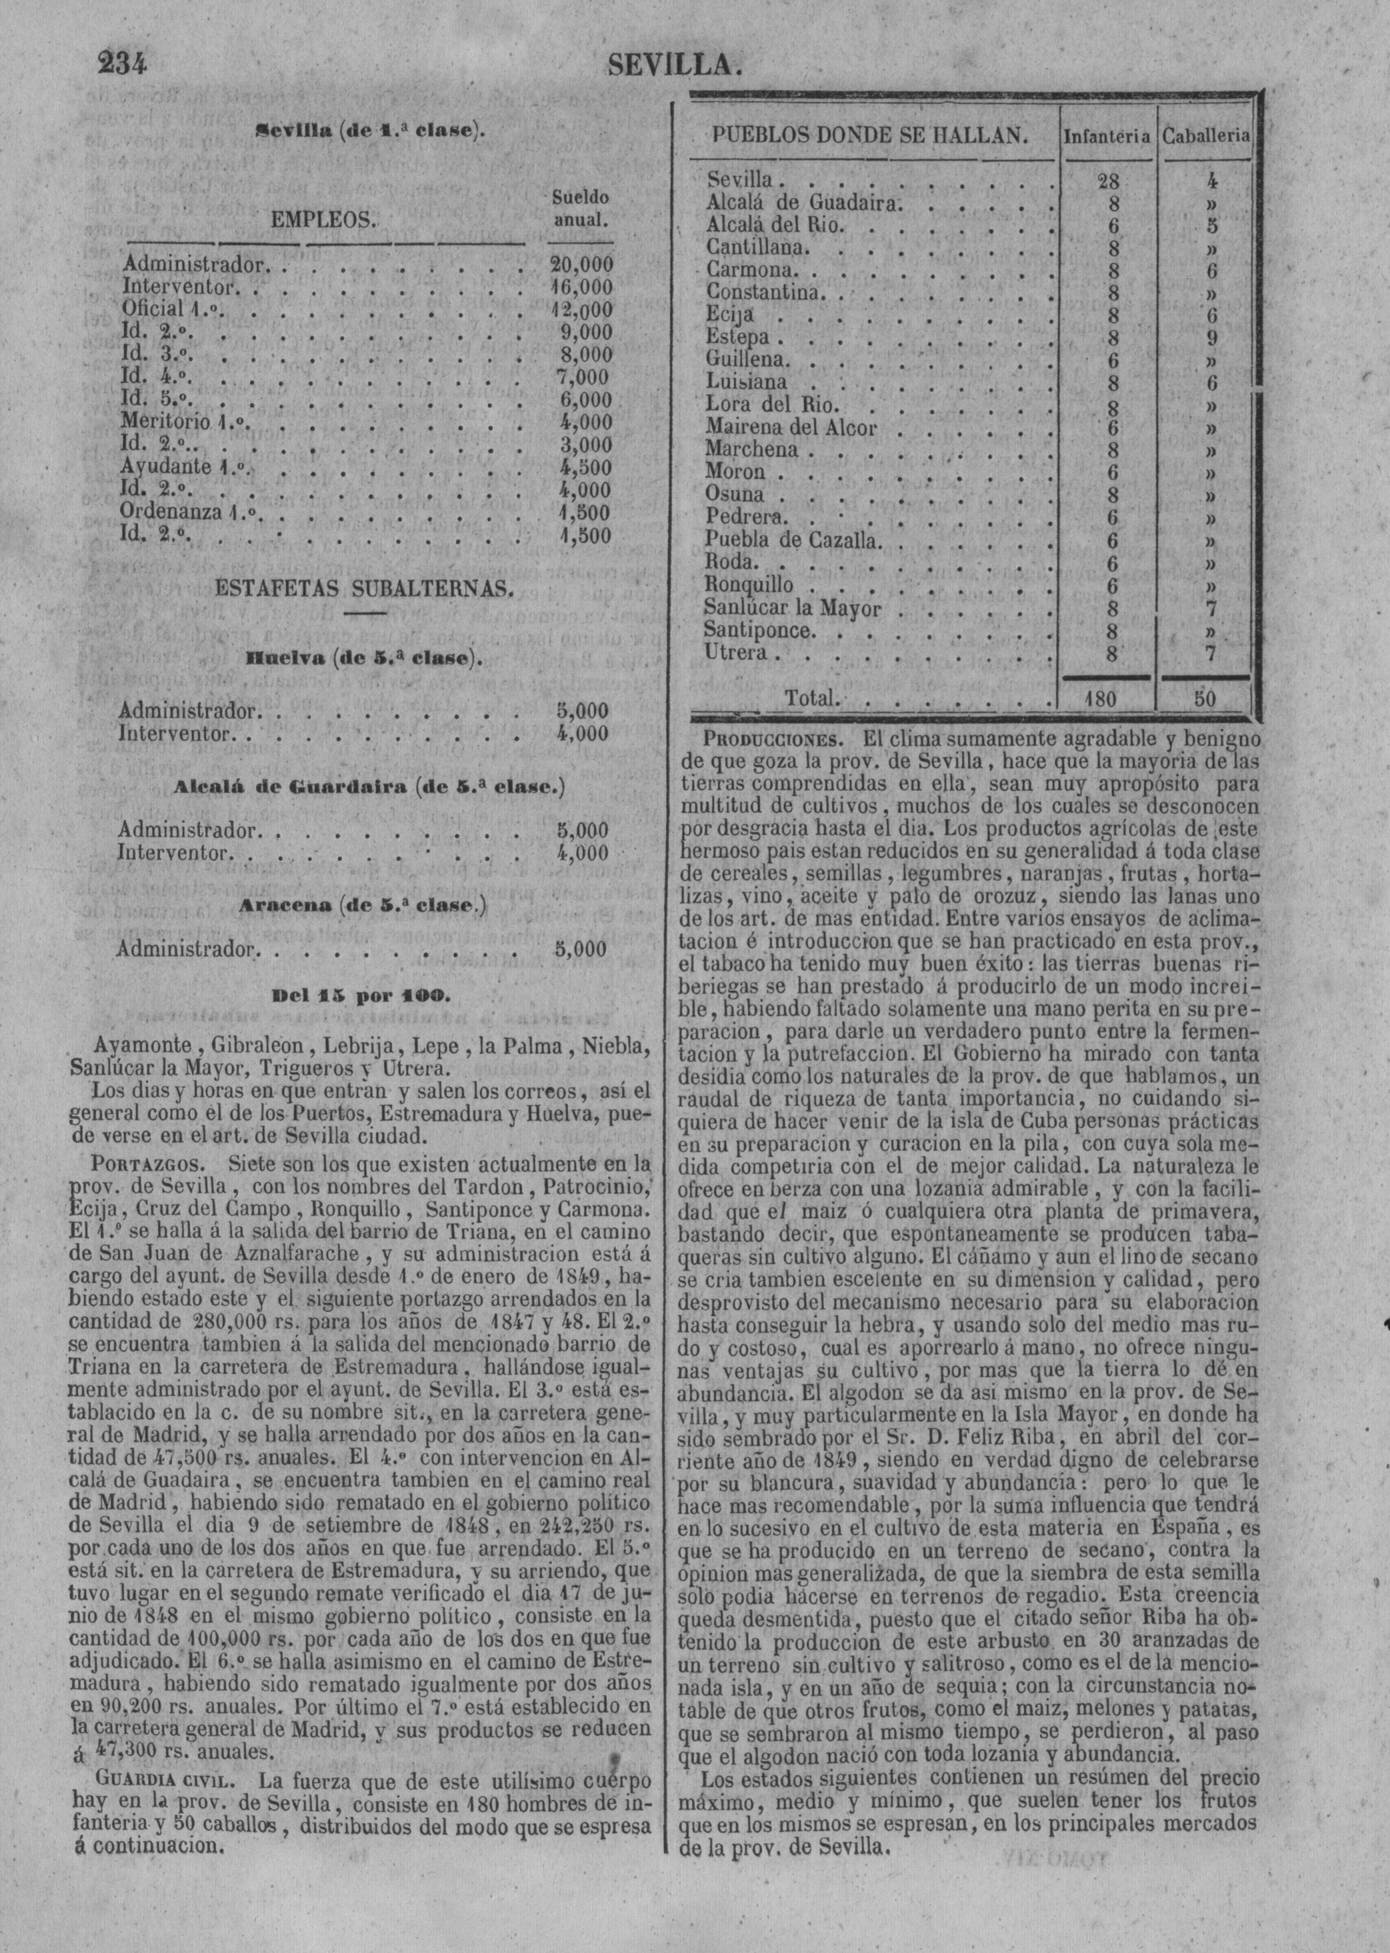 234
SEVILLA.
Sevilla (de 1.ª clase).
EMPLEOS. Sueldo anual.
Administrador. . . . . . . . . . 20,000
Interventor. . . . . . . . . . . 16,000
Oficial 1.º. . . . . . . . . . . 12,000
Id. 2.º. . . . . . . . . . . . 9,000
Id. 3.º. . . . . . . . . . . . 8,000
Id. 4.º. . . . . . . . . . . . 7,000
Id. 5.º. . . . . . . . . . . . 6,000
Meritorio 1.º. . . . . . . . . . 4,000
Id. 2.º.. . . . . . . . . . . . 3,000
Ayudante 1.º. . . . . . . . . . 4,500
Id. 2.º. . . . . . . . . . . . 4,000
Ordenanza 1.º. . . . . . . . . . 1,500
Id. 2.º. . . . . . . . . . . . 1,500
ESTAFETAS SUBALTERNAS.
Huelva (de 5.ª clase).
Administrador. . . . . . . . . . 5,000
Interventor. . . . . . . . . . . 4,000
Alcalá de Guardaira (de 5.ª clase.)
Administrador. . . . . . . . . . 5,000
Interventor. . . . . . . . . . . 4,000
Aracena (de 5.ª clase.)
Administrador. . . . . . . . . . 5,000
Del 15 por 100.
Ayamonte, Gibraleon, Lebrija, Lepe, la Palma, Niebla,
Sanlúcar la Mayor, Trigueros y Utrera.
Los dias y horas en que entran y salen los correos, así el
general como el de los Puertos, Estremadura y Huelva, pue-
de verse en el art. de Sevilla ciudad.
PORTAZGOS. Siete son los que existen actualmente en la
prov. de Sevilla, con los nombres del Tardon, Patrocinio,
Ecija, Cruz del Campo, Ronquillo, Santiponce y Carmona.
El 1.º se halla á la salida del barrio de Triana, en el camino
de San Juan de Aznalfarache, y su administracion está á
cargo del ayunt. de Sevilla desde 1.º de enero de 1849, ha-
biendo estado este y el siguiente portazgo arrendados en la
cantidad de 280,000 rs. para los años de 1847 y 48. El 2.º
se encuentra tambien á la salida del mencionado barrio de
Triana en la carretera de Estremadura, hallándose igual-
mente administrado por el ayunt. de Sevilla. El 3.º está es-
tablacido en la c. de su nombre sit., en la carretera gene-
ral de Madrid, y se halla arrendado por dos años en la can-
tidad de 47,500 rs. anuales. El 4.º con intervencion en Al-
calá de Guadaira, se encuentra tambien en el camino real
de Madrid, habiendo sido rematado en el gobierno político
de Sevilla el dia 9 de setiembre de 1848, en 242,250 rs.
por cada uno de los dos años en que fue arrendado. El 5.º
está sit. en la carretera de Estremadura, y su arriendo, que
tuvo lugar en el segundo remate verificado el dia 17 de ju-
nio de 1848 en el mismo gobierno político, consiste en la
cantidad de 100,000 rs. por cada año de los dos en que fue
adjudicado. El 6.º se halla asimismo en el camino de Estre-
madura, habiendo sido rematado igualmente por dos años
en 90,200 rs. anuales. Por último el 7.º está establecido en
la carretera general de Madrid, y sus productos se reducen
á 47,300 rs. anuales.
GUARDIA CIVIL. La fuerza que de este utilísimo cuerpo
hay en la prov. de Sevilla, consiste en 180 hombres de in-
fanteria y 50 caballos, distribuidos del modo que se espresa
á continuacion.
PUEBLOS DONDE SE HALLAN. Infanteria Caballeria
Sevilla. . . . . . . . . . 28 4
Alcalá de Guadaira. . . . . . 8 »
Alcalá del Rio. . . . . . . . 6 5
Cantillana. . . . . . . . . 8 »
Carmona. . . . . . . . . . 8 6
Constantina. . . . . . . . . 8 »
Ecija . . . . . . . . . . 8 6
Estepa . . . . . . . . . . 8 9
Guillena. . . . . . . . . . 6 »
Luisiana . . . . . . . . . 8 6
Lora del Rio. . . . . . . . 8 »
Mairena del Alcor . . . . . . 6 »
Marchena . . . . . . . . . 8 »
Moron . . . . . . . . . . 6 »
Osuna . . . . . . . . . . 8 »
Pedrera. . . . . . . . . . 6 »
Puebla de Cazalla. . . . . . . 6 »
Roda. . . . . . . . . . . 6 »
Ronquillo . . . . . . . . . 6 »
Sanlúcar la Mayor . . . . . . 8 7
Santiponce. . . . . . . . . 8 »
Utrera . . . . . . . . . . 8 7
Total. . . . . . . . 180 50
PRODUCCIONES. El clima sumamente agradable y benigno
de que goza la prov. de Sevilla, hace que la mayoria de las
tierras comprendidas en ella, sean muy apropósito para
multitud de cultivos, muchos de los cuales se desconocen
por desgracia hasta el dia. Los productos agrícolas de este
hermoso pais estan reducidos en su generalidad á toda clase
de cereales, semillas, legumbres, naranjas, frutas, horta-
lizas, vino, aceite y palo de orozuz, siendo las lanas uno
de los art. de mas entidad. Entre varios ensayos de aclima-
tacion é introduccion que se han practicado en esta prov.,
el tabaco ha tenido muy buen éxito: las tierras buenas ri-
beriegas se han prestado á producirlo de un modo increi-
ble, habiendo faltado solamente una mano perita en su pre-
paracion, para darle un verdadero punto entre la fermen-
tacion y la putrefaccion. El Gobierno ha mirado con tanta
desidia como los naturales de la prov. de que hablamos, un
raudal de riqueza de tanta importancia, no cuidando si-
quiera de hacer venir de la isla de Cuba personas prácticas
en su preparacion y curacion en la pila, con cuya sola me-
dida competiria con el de mejor calidad. La naturaleza le
ofrece en berza con una lozania admirable, y con la facili-
dad que el maiz ó cualquiera otra planta de primavera,
bastando decir, que espontaneamente se producen taba-
queras sin cultivo alguno. El cáñamo y aun el lino de secano
se cria tambien escelente en su dimension y calidad, pero
desprovisto del mecanismo necesario para su elaboracion
hasta conseguir la hebra, y usando solo del medio mas ru-
do y costoso, cual es aporrearlo á mano, no ofrece ningu-
nas ventajas su cultivo, por mas que la tierra lo dé en
abundancia. El algodon se da asi mismo en la prov. de Se-
villa, y muy particularmente en la Isla Mayor, en donde ha
sido sembrado por el Sr. D. Feliz Riba, en abril del cor-
riente año de 1849, siendo en verdad digno de celebrarse
por su blancura, suavidad y abundancia: pero lo que le
hace mas recomendable, por la suma influencia que tendrá
en lo sucesivo en el cultivo de esta materia en España, es
que se ha producido en un terreno de secano, contra la
opinion mas generalizada, de que la siembra de esta semilla
solo podia hacerse en terrenos de regadio. Esta creencia
queda desmentida, puesto que el citado señor Riba ha ob-
tenido la produccion de este arbusto en 30 aranzadas de
un terreno sin cultivo y salitroso, como es el de la mencio-
nada isla, y en un año de sequia; con la circunstancia no-
table de que otros frutos, como el maiz, melones y patatas,
que se sembraron al mismo tiempo, se perdieron, al paso
que el algodon nació con toda lozania y abundancia.
Los estados siguientes contienen un resúmen del precio
máximo, medio y mínimo, que suelen tener los frutos
que en los mismos se espresan, en los principales mercados
de la prov. de Sevilla.